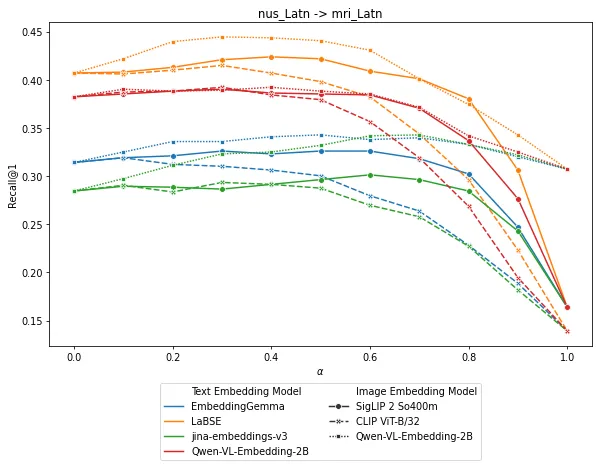 nus_Latn -> mri_Latn
0.45
0.40
0.35
0.30
0.25
0.20
0.15
Recall@1
0.0 0.2 0.4 0.6 0.8 1.0
α
Text Embedding Model
EmbeddingGemma
LaBSE
jina-embeddings-v3
Qwen-VL-Embedding-2B
Image Embedding Model
SigLIP 2 So400m
CLIP ViT-B/32
Qwen-VL-Embedding-2B